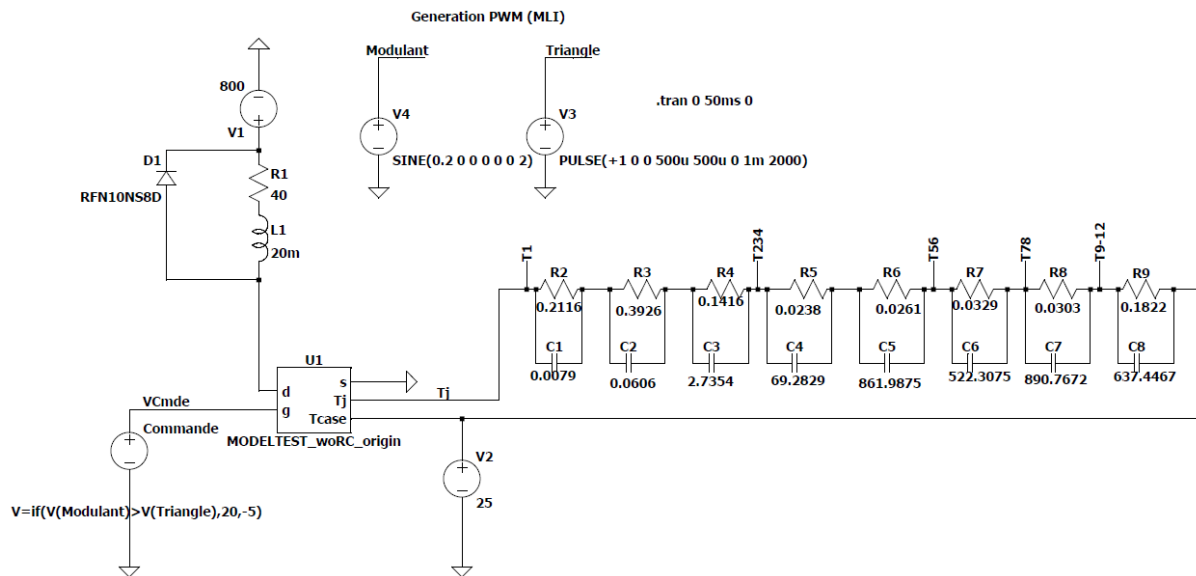 Generation PWM (MLI)
Modulant
Triangle
.tran 0 50ms 0
800
V1
V4
SINE(0.2 0 0 0 0 0 2)
V3
PULSE(+1 0 0 500u 500u 0 1m 2000)
D1
RFN10NS8D
R1
40
L1
20m
T1
T234
T56
T78
T9-12
R2
0.2116
R3
0.3926
R4
0.1416
R5
0.0238
R6
0.0261
R7
0.0329
R8
0.0303
R9
0.1822
C1
0.0079
C2
0.0606
C3
2.7354
C4
69.2829
C5
861.9875
C6
522.3075
C7
890.7672
C8
637.4467
U1
d
g
s
Tj
Tcase
Tj
MODELTEST_woRC_origin
VCmde
Commande
V=if(V(Modulant)>V(Triangle),20,-5)
V2
25